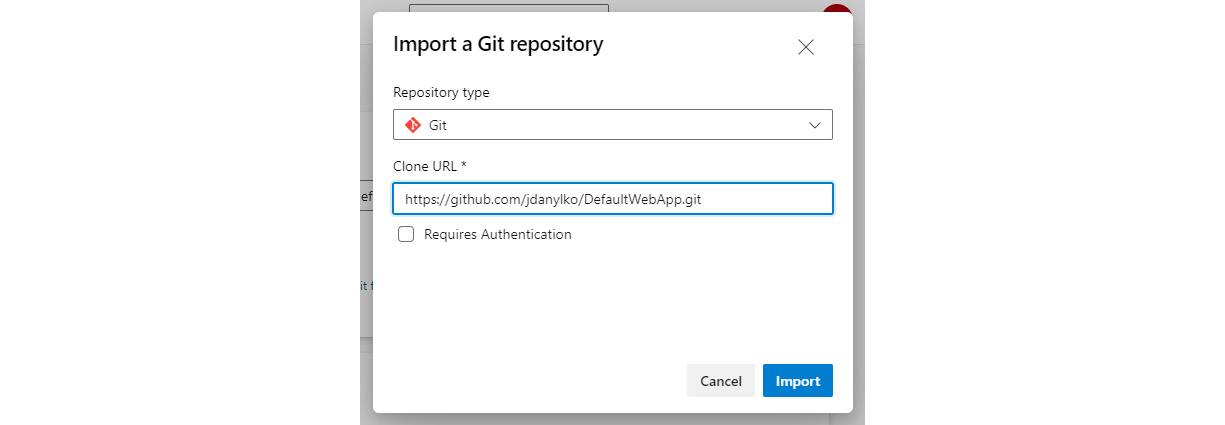 Import a Git repository
Repository type
Git
Clone URL *
https://github.com/jdanylko/DefaultWebApp.git
Requires Authentication
Cancel
Import